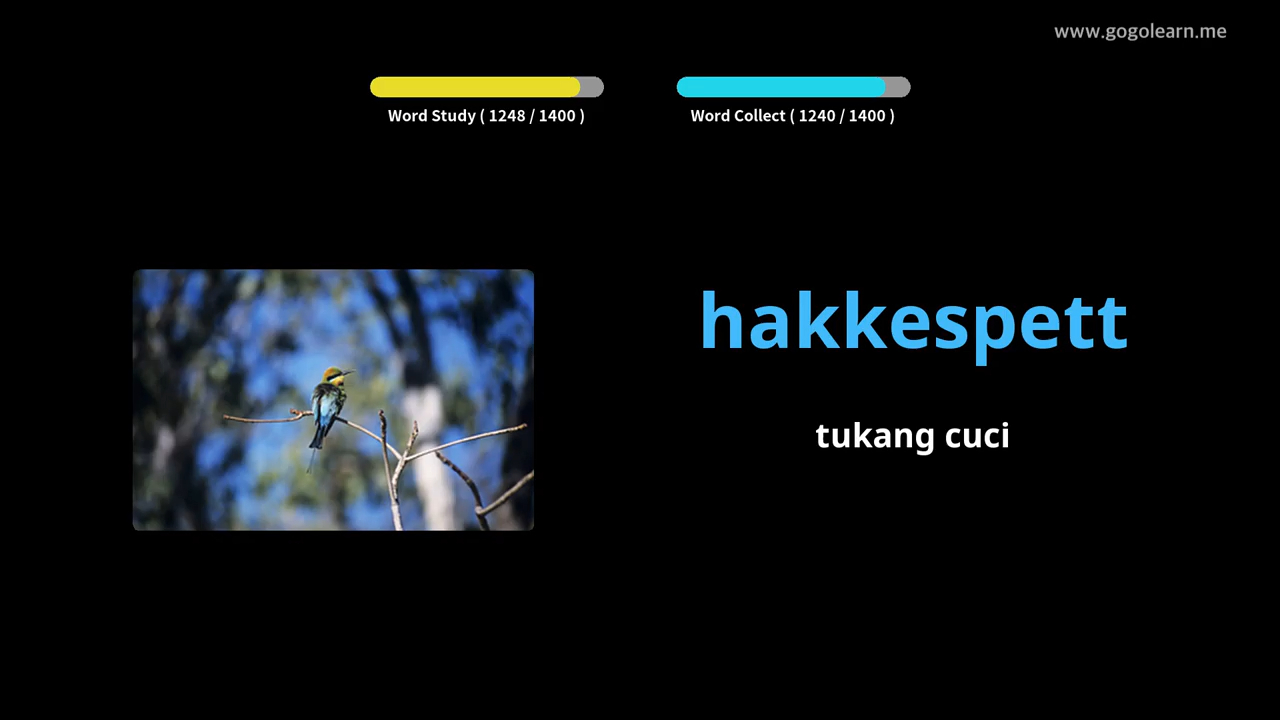 www.gogolearn.me
Word Study ( 1248 / 1400 )
Word Collect ( 1240 / 1400 )
hakkespett
tukang cuci